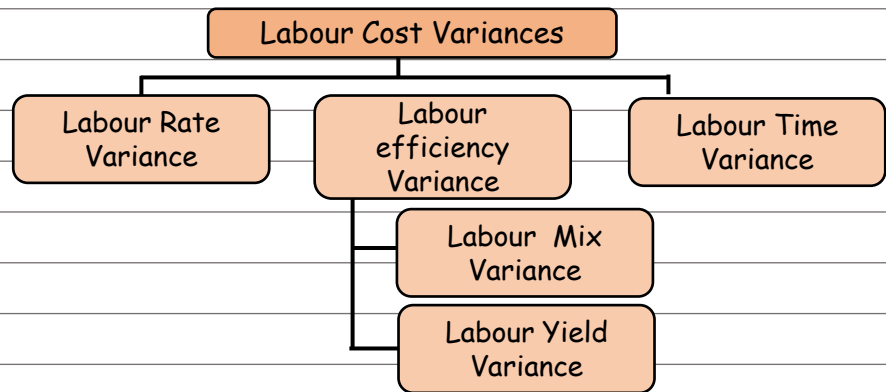 Labour Cost Variances
Labour Rate
Variance
Labour
efficiency
Variance
Labour Time
Variance
Labour Mix
Variance
Labour Yield
Variance